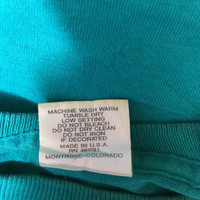 MACHINE WASH WARM
TUMBLE DRY
LOW SETTING
DO NOT BLEACH
DO NOT DRY CLEAN
DO NOT IRON
IF DECORATED
MADE IN U.S.A.
RN
MONTROSE COLORADO